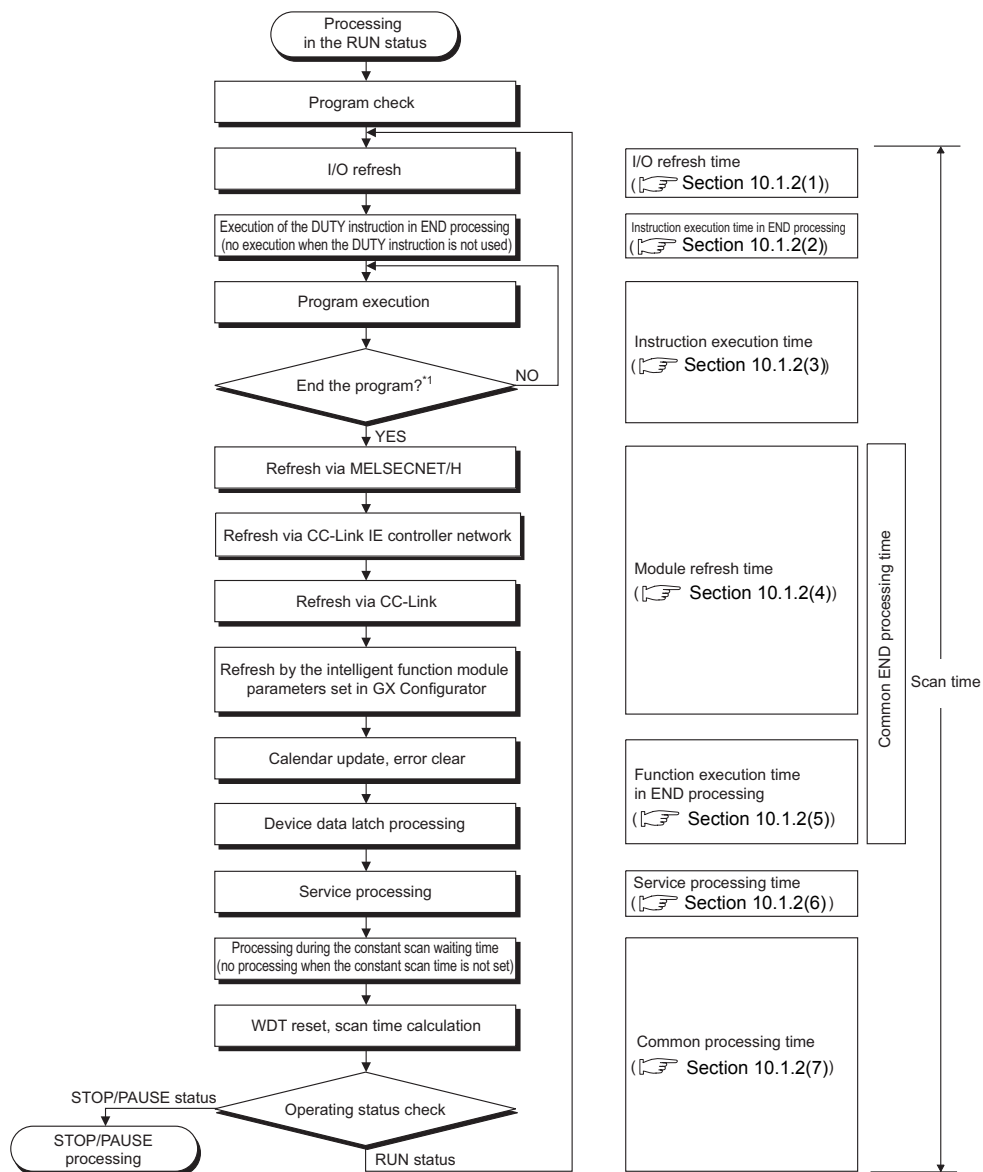 Processing
in the RUN status
Program check
I/O refresh
Execution of the DUTY instruction in END processing
(no execution when the DUTY instruction is not used)
Program execution
End the program?*1
NO
YES
Refresh via MELSECNET/H
Refresh via CC-Link IE controller network
Refresh via CC-Link
Refresh by the intelligent function module
parameters set in GX Configurator
Calendar update, error clear
Device data latch processing
Service processing
Processing during the constant scan waiting time
(no processing when the constant scan time is not set)
WDT reset, scan time calculation
Operating status check
STOP/PAUSE status
STOP/PAUSE
processing
RUN status
I/O refresh time
( Section 10.1.2(1))
Instruction execution time in END processing
( Section 10.1.2(2))
Instruction execution time
( Section 10.1.2(3))
Module refresh time
( Section 10.1.2(4))
Function execution time
in END processing
( Section 10.1.2(5))
Service processing time
( Section 10.1.2(6))
Common processing time
( Section 10.1.2(7))
Common END processing time
Scan time